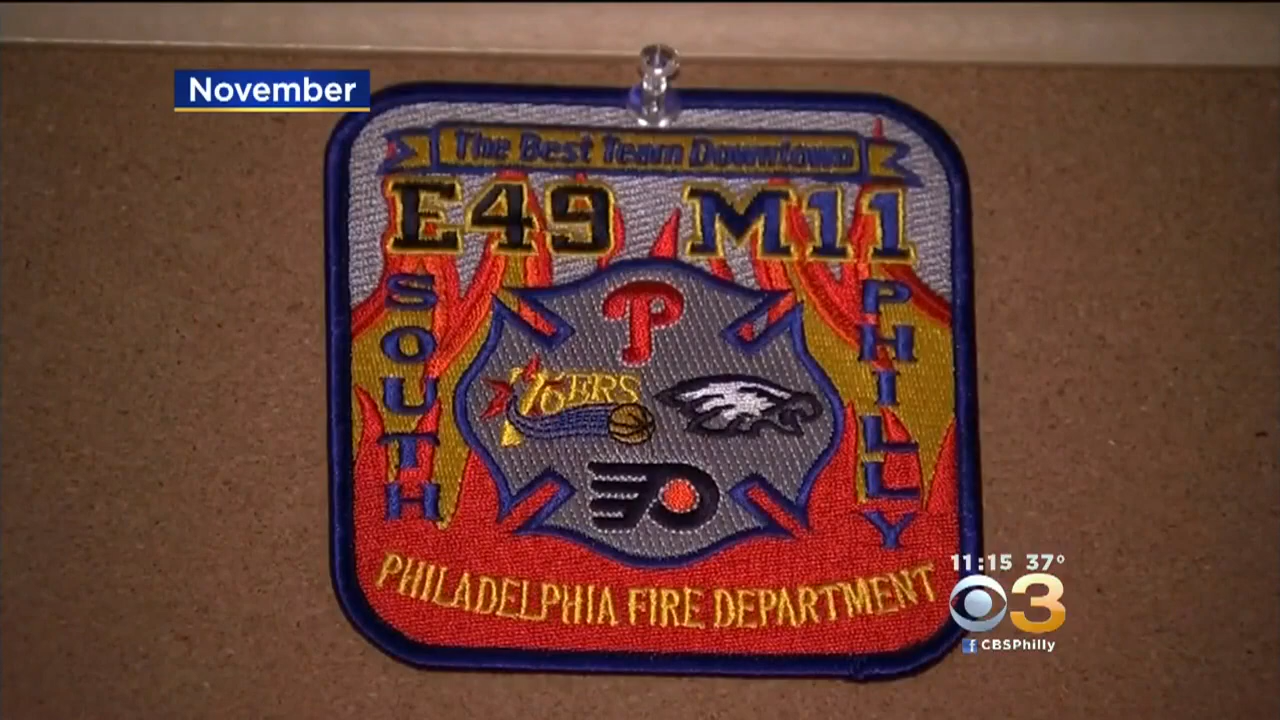 November
The Best Team Downtown
E49 M11
SOUTH
PHILLY
P
76ERS
PHILADELPHIA FIRE DEPARTMENT
11:15 37°
3
f CBSPhilly